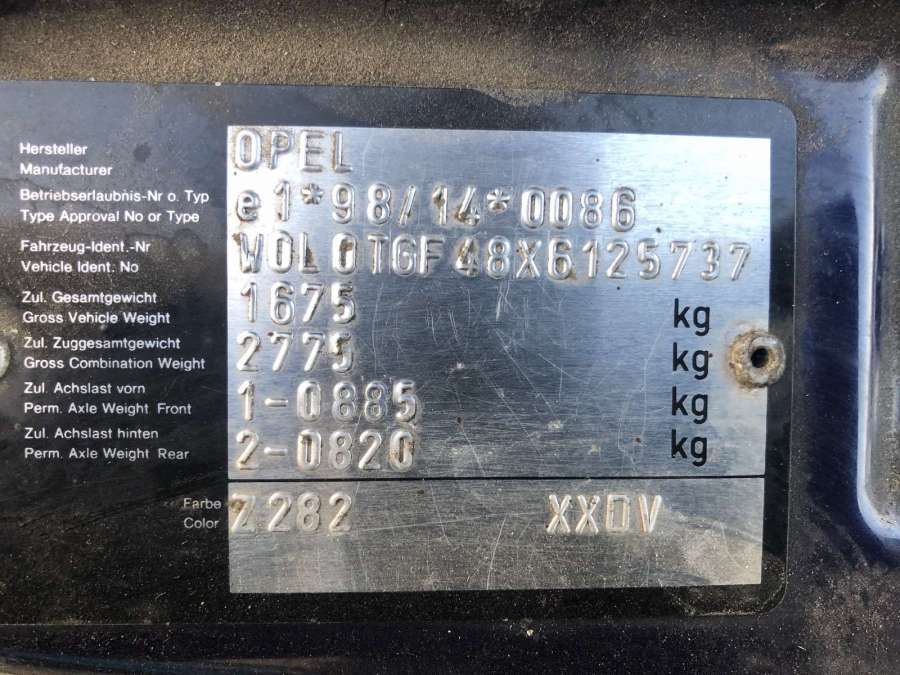 Hersteller
Manufacturer
OPEL
Betriebserlaubnis-Nr o. Typ
Type Approval No or Type
e1*98/14*0086
Fahrzeug-Ident.-Nr
Vehicle Ident. No
W0L0TGF48X6125737
Zul. Gesamtgewicht
Gross Vehicle Weight
1675 kg
Zul. Zuggesamtgewicht
Gross Combination Weight
2775 kg
Zul. Achslast vorn
Perm. Axle Weight Front
1-0885 kg
Zul. Achslast hinten
Perm. Axle Weight Rear
2-0820 kg
Farbe
Color
Z282 XXDV